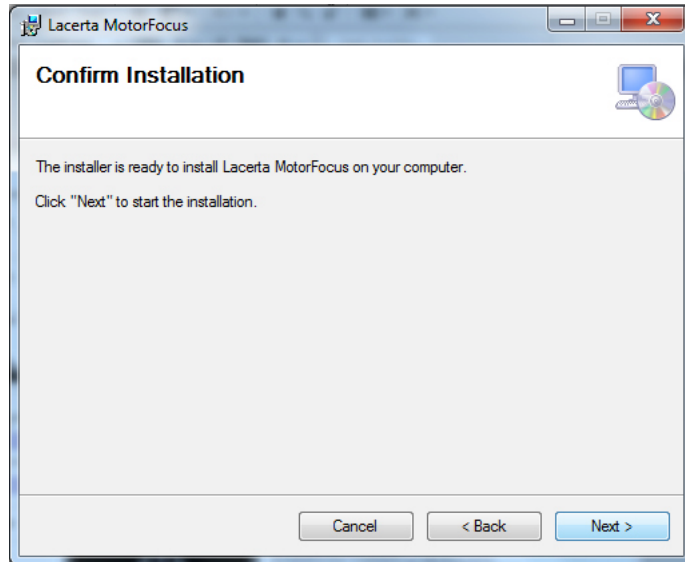 Lacerta MotorFocus
Confirm Installation
The installer is ready to install Lacerta MotorFocus on your computer.
Click "Next" to start the installation.
Cancel
< Back
Next >